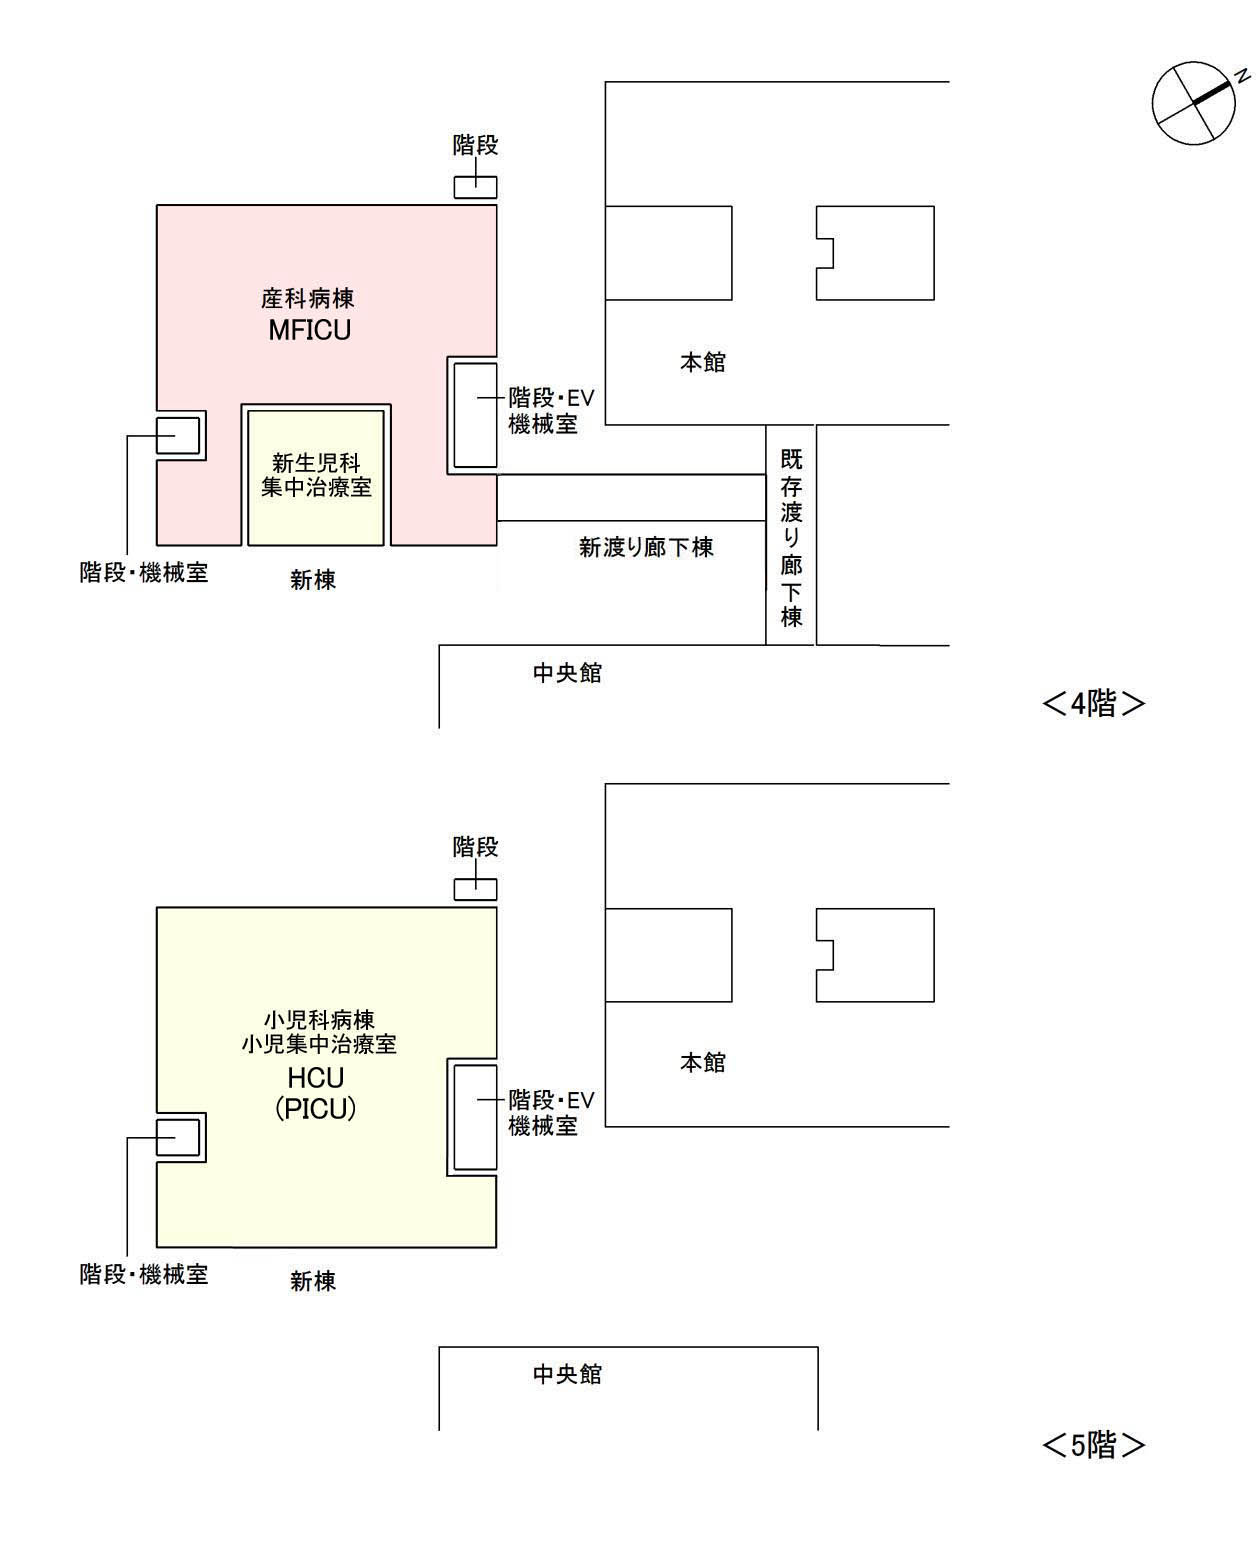 N
階段
産科病棟
MFICU
本館
階段・EV
機械室
新生児科
集中治療室
既存渡り廊下棟
新渡り廊下棟
階段・機械室
新棟
中央館
＜4階＞
階段
小児科病棟
小児集中治療室
HCU
（PICU）
本館
階段・EV
機械室
階段・機械室
新棟
中央館
＜5階＞